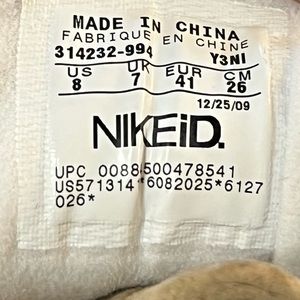 MADE IN CHINA
FABRIQUE EN CHINE
314232-994 Y3NI
US UK EUR CM
8 7 41 26
12/25/09
NIKEiD.
UPC 00884500478541
US571314*6082025*6127
026*